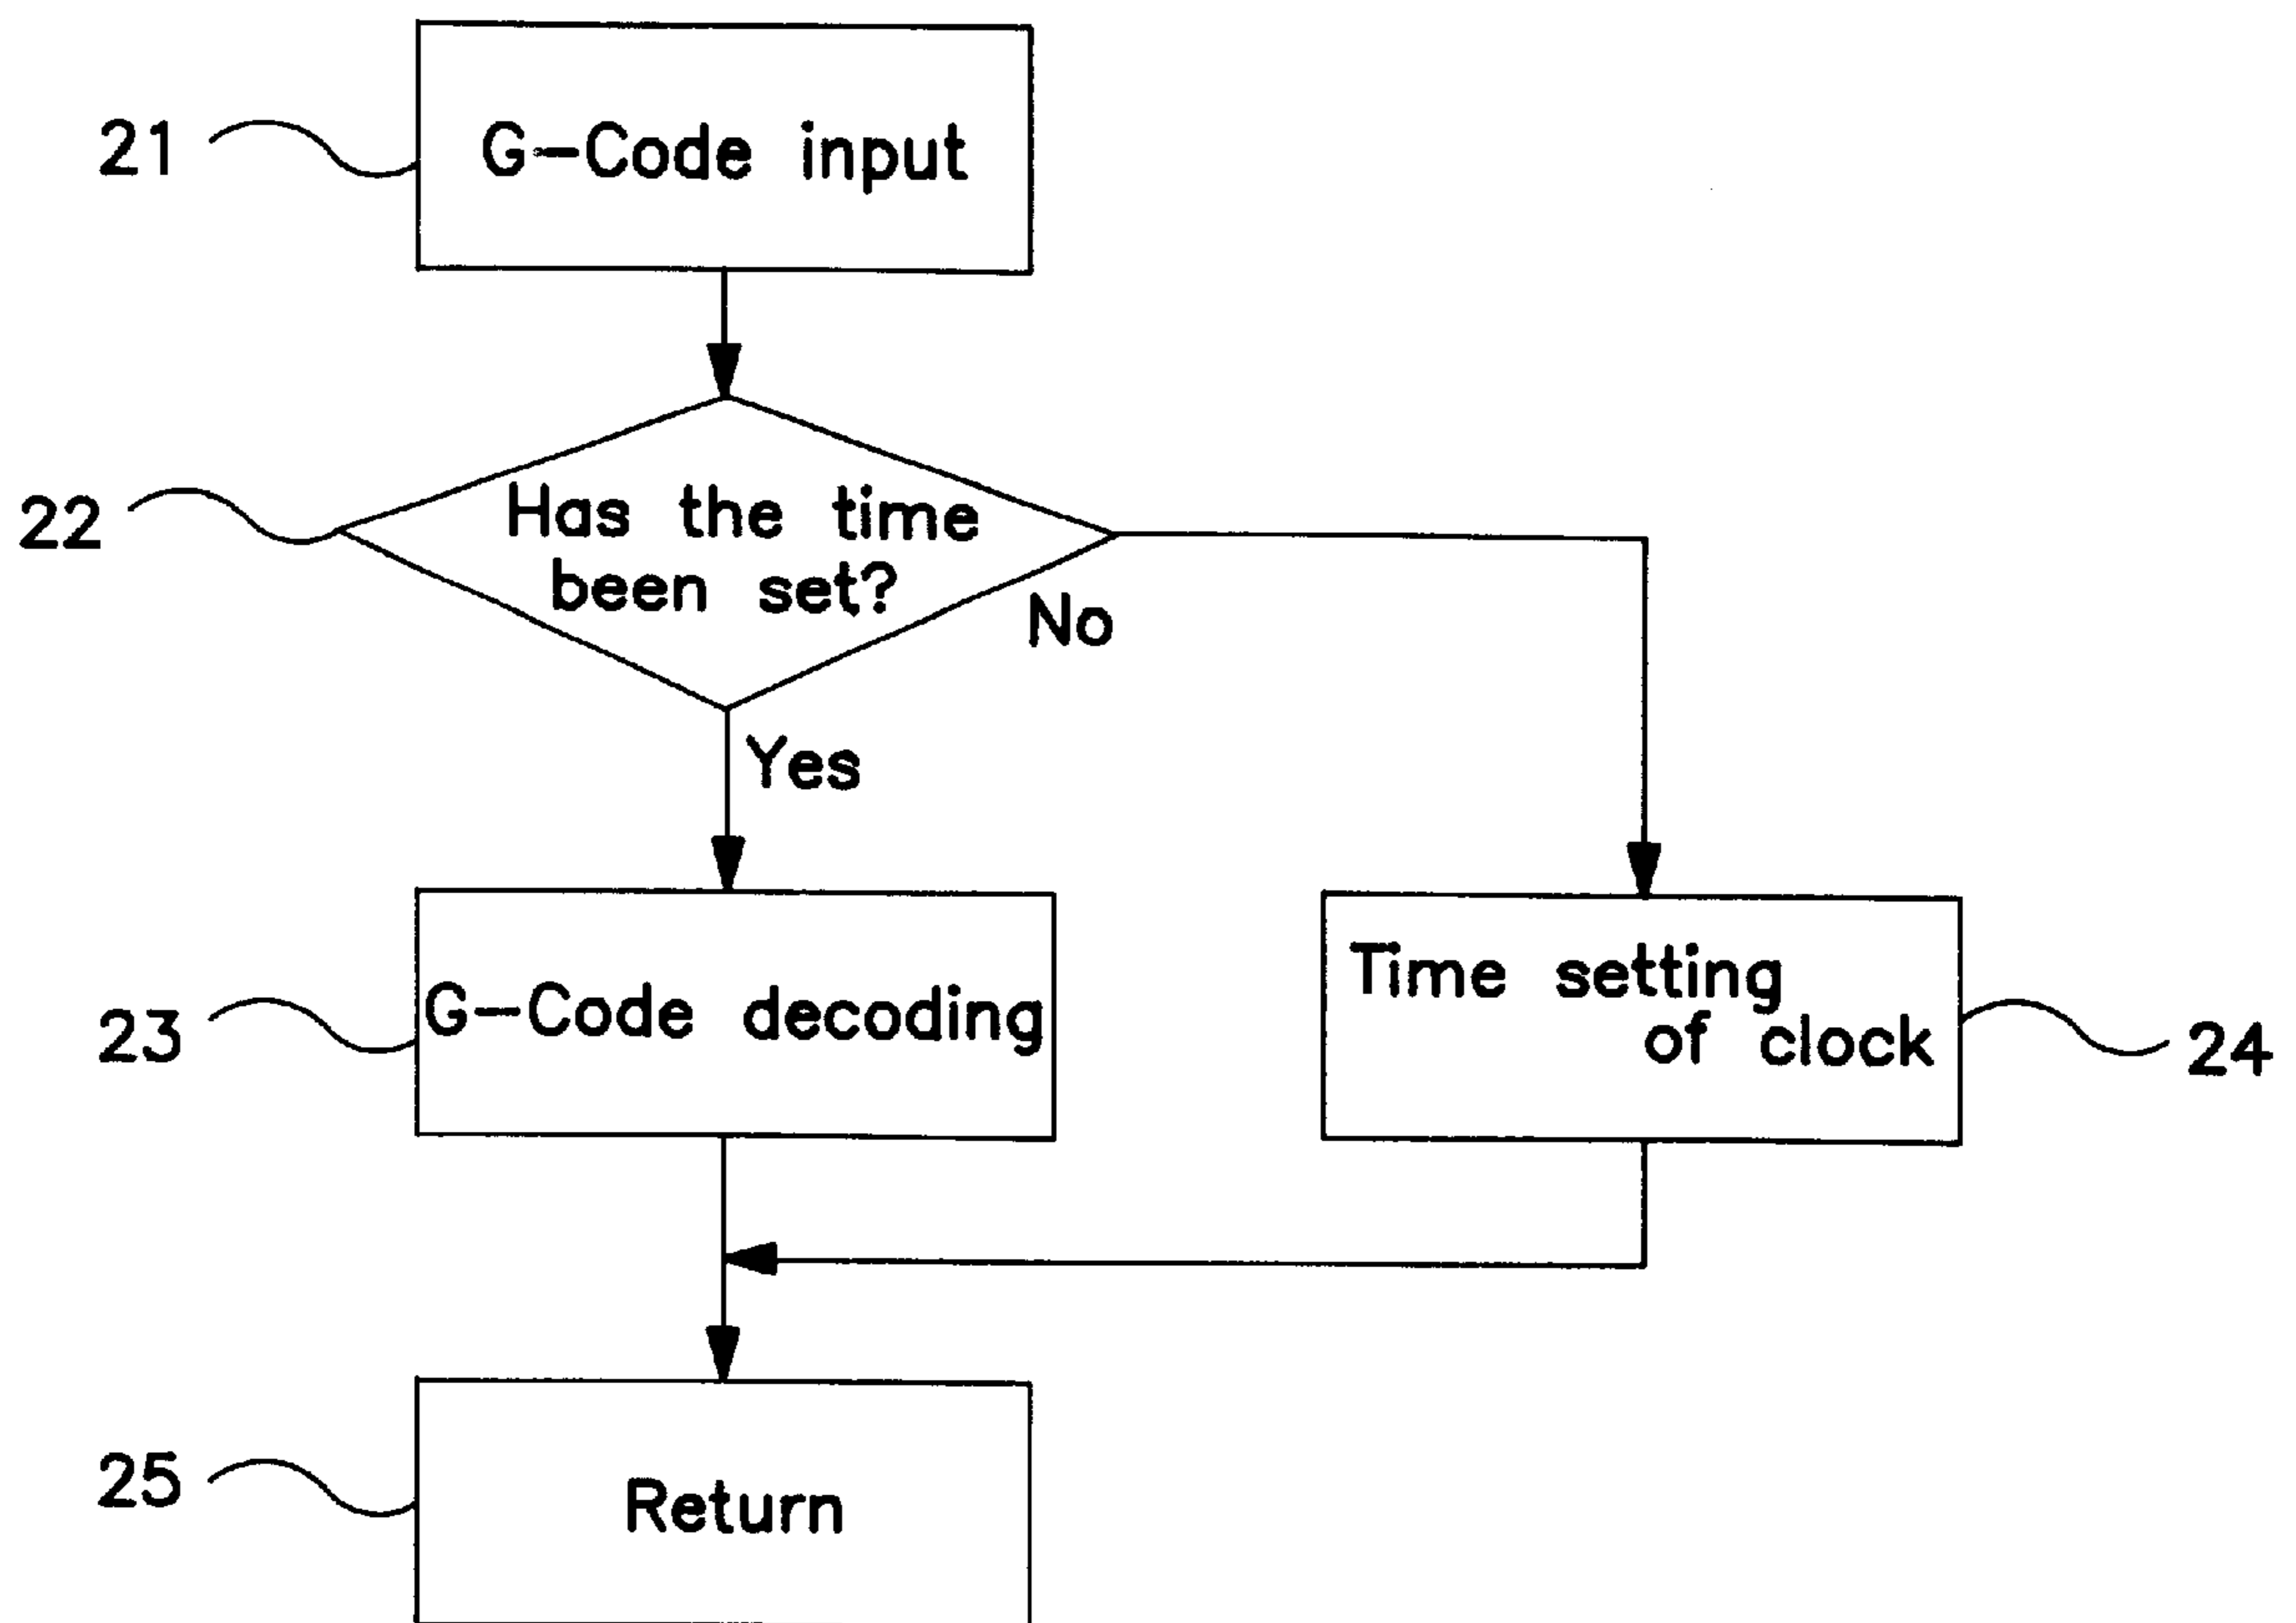 21
G-Code input
22
Has the time
been set?
No
Yes
23
G-Code decoding
Time setting
of clock
24
25
Return